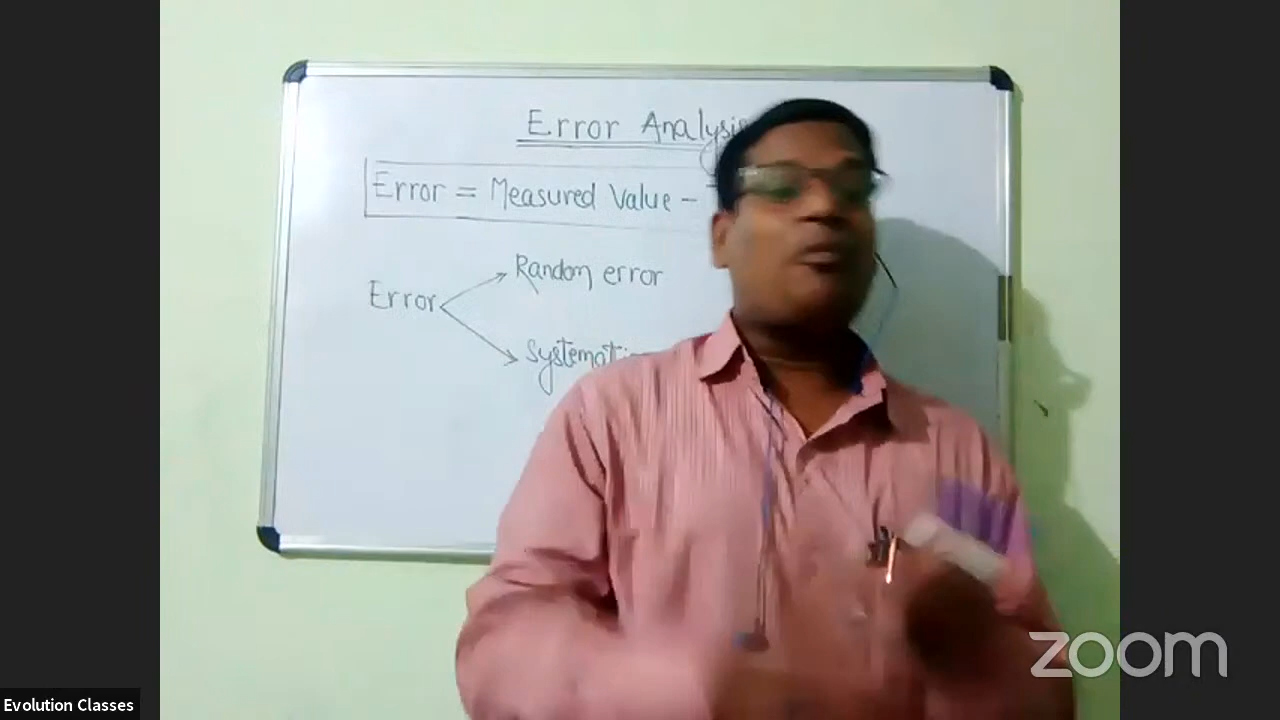 Error Analysis
Error = Measured Value -
Random error
Error
Systemati
zoom
Evolution Classes